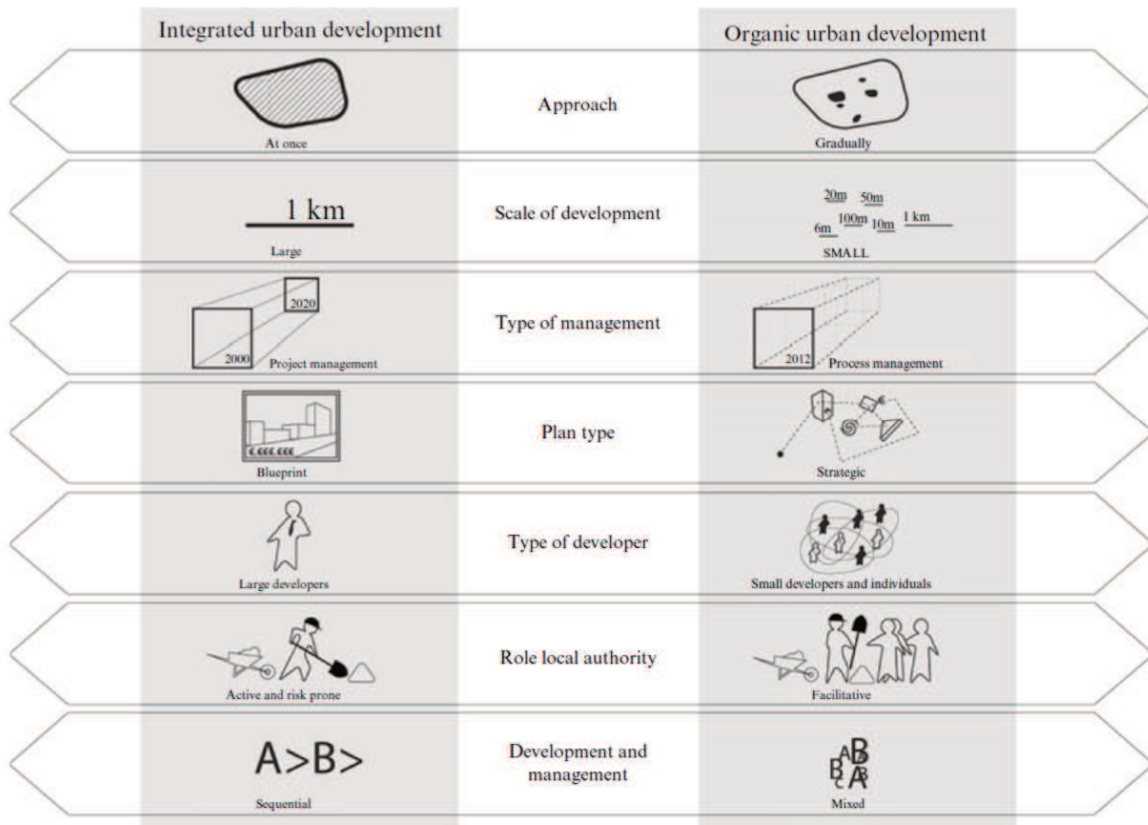 Integrated urban development
Organic urban development
At once
Approach
Gradually
1 km
Large
Scale of development
20m 50m
6m 100m 10m 1 km
SMALL
2020
2000
Project management
Type of management
2012
Process management
€.€€€.€€€
Blueprint
Plan type
Strategic
Large developers
Type of developer
Small developers and individuals
Active and risk prone
Role local authority
Facilitative
A>B>
Sequential
Development and
management
A B
B A B
C
Mixed